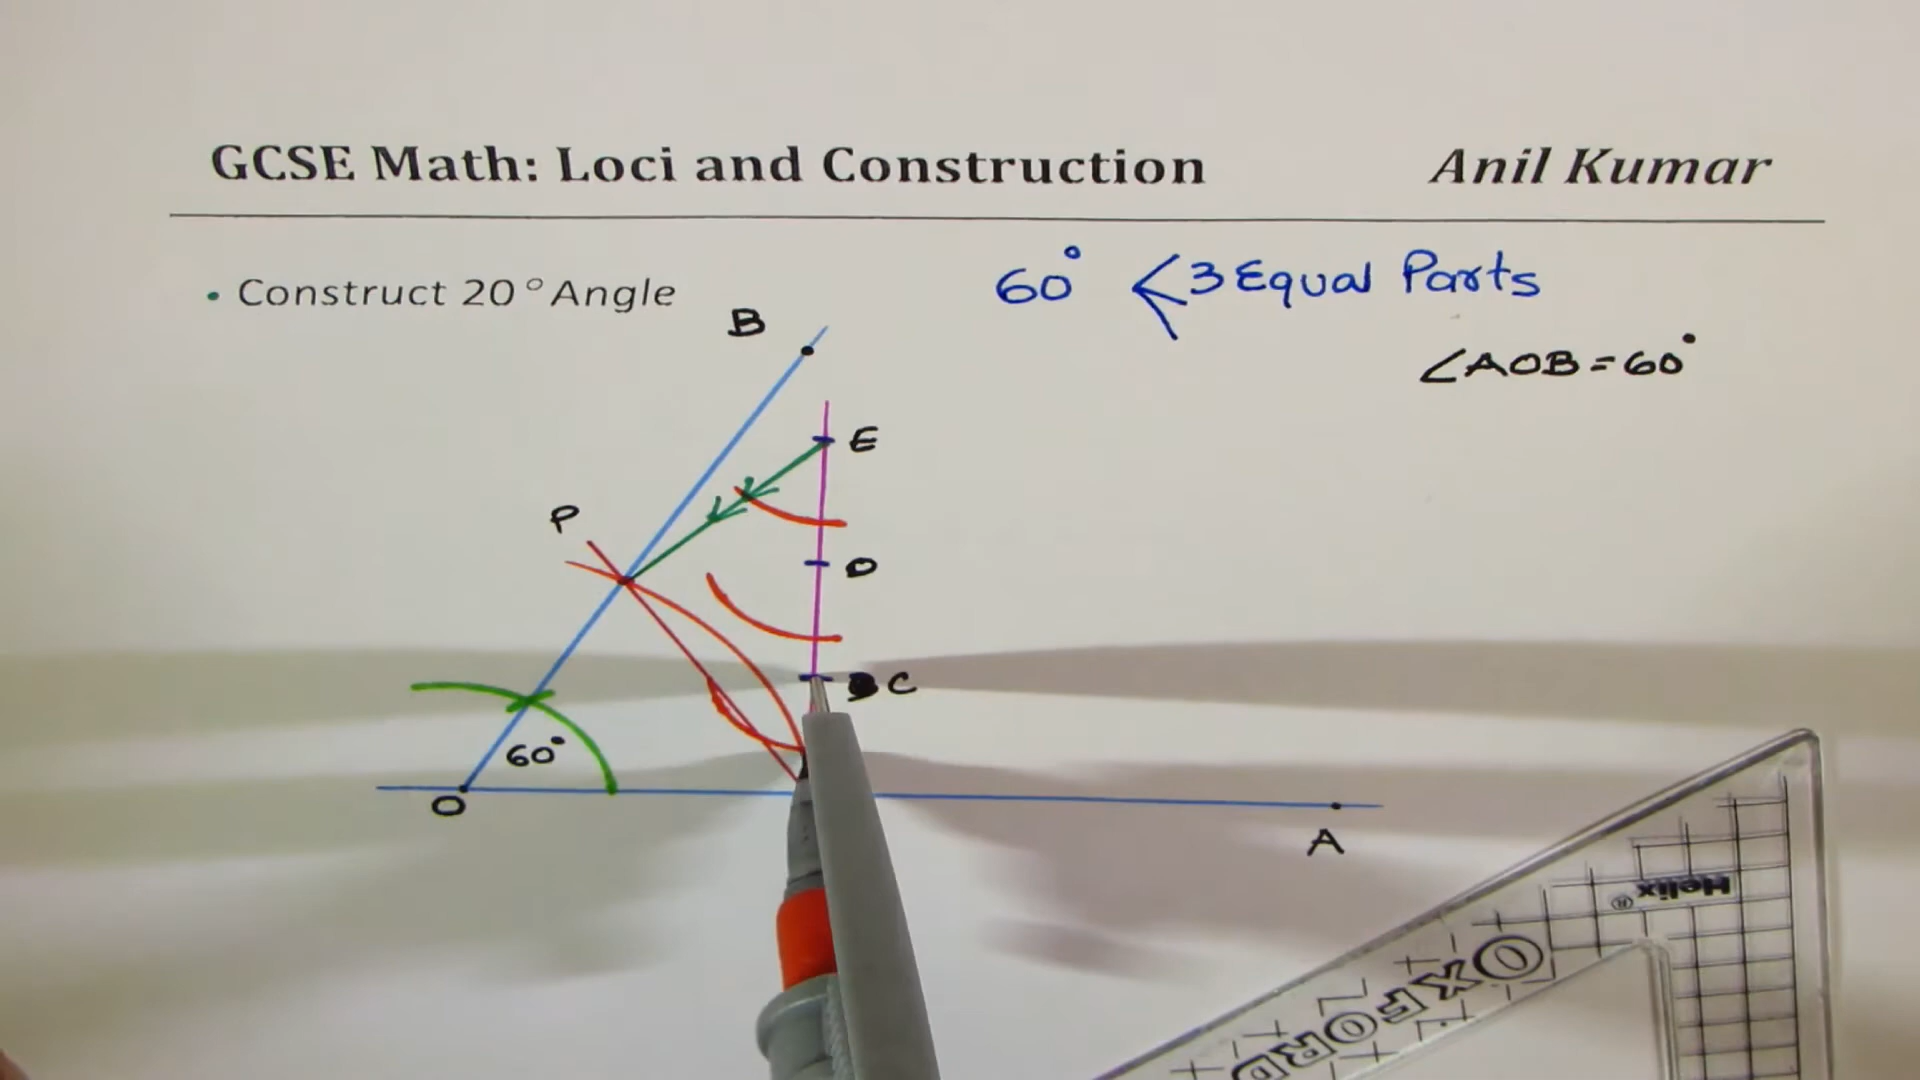 GCSE Math: Loci and Construction Anil Kumar
• Construct 20° Angle
60° < 3 Equal Parts
∠AOB = 60°
B
E
P
D
C
60°
O
A
Helix®
OXFORD